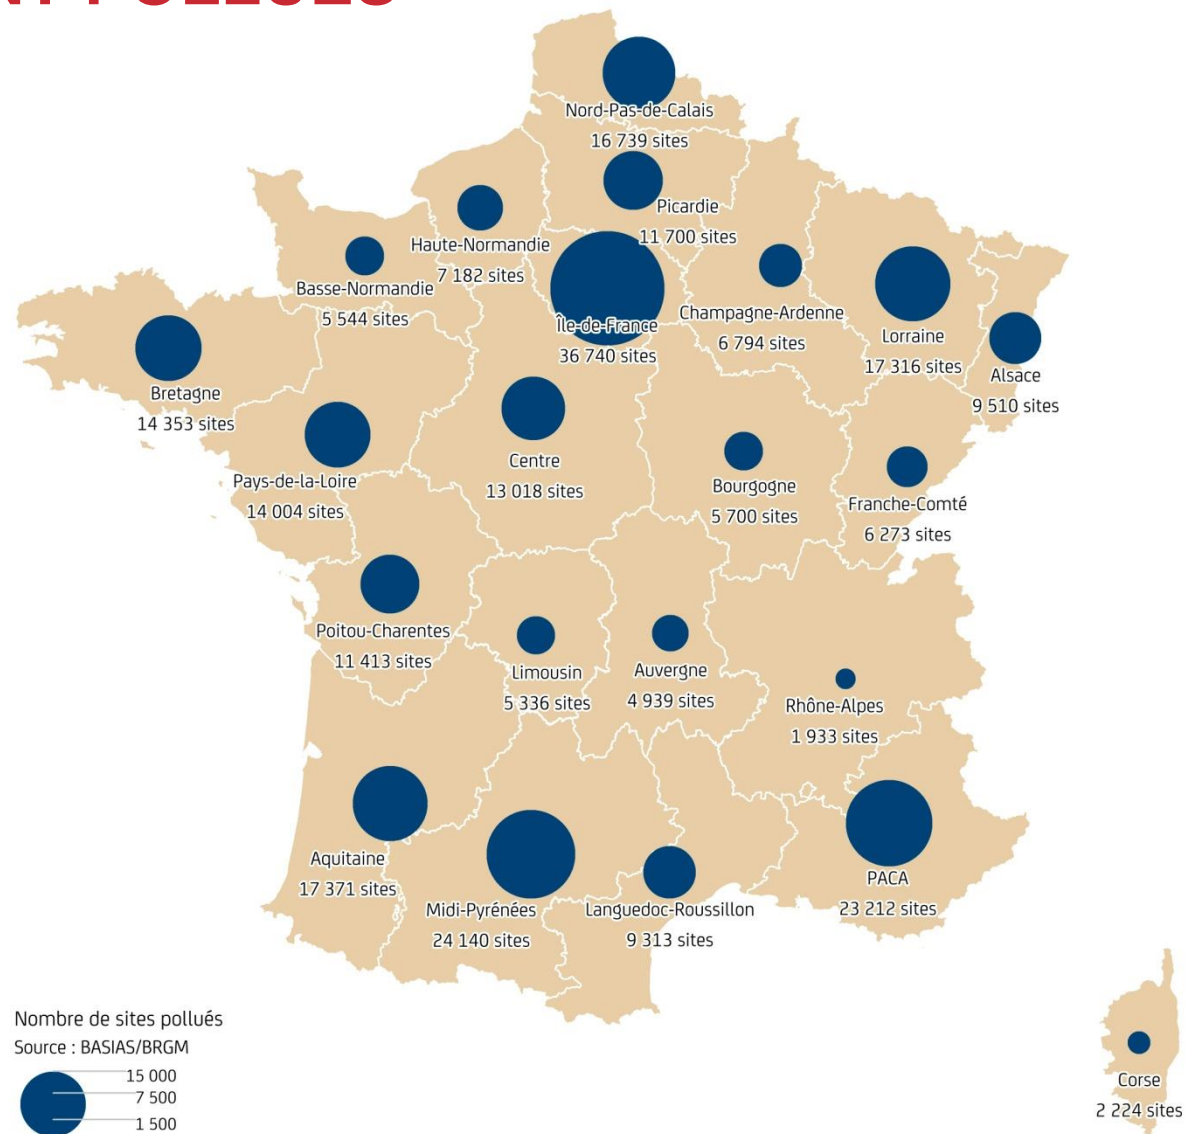 Nord-Pas-de-Calais
16 739 sites
Picardie
11 700 sites
Haute-Normandie
7 182 sites
Basse-Normandie
5 544 sites
Île-de-France
36 740 sites
Champagne-Ardenne
6 794 sites
Lorraine
17 316 sites
Alsace
9 510 sites
Bretagne
14 353 sites
Pays-de-la-Loire
14 004 sites
Centre
13 018 sites
Bourgogne
5 700 sites
Franche-Comté
6 273 sites
Poitou-Charentes
11 413 sites
Limousin
5 336 sites
Auvergne
4 939 sites
Rhône-Alpes
1 933 sites
Aquitaine
17 371 sites
Midi-Pyrénées
24 140 sites
Languedoc-Roussillon
9 313 sites
PACA
23 212 sites
Corse
2 224 sites
Nombre de sites pollués
Source : BASIAS/BRGM
15 000
7 500
1 500